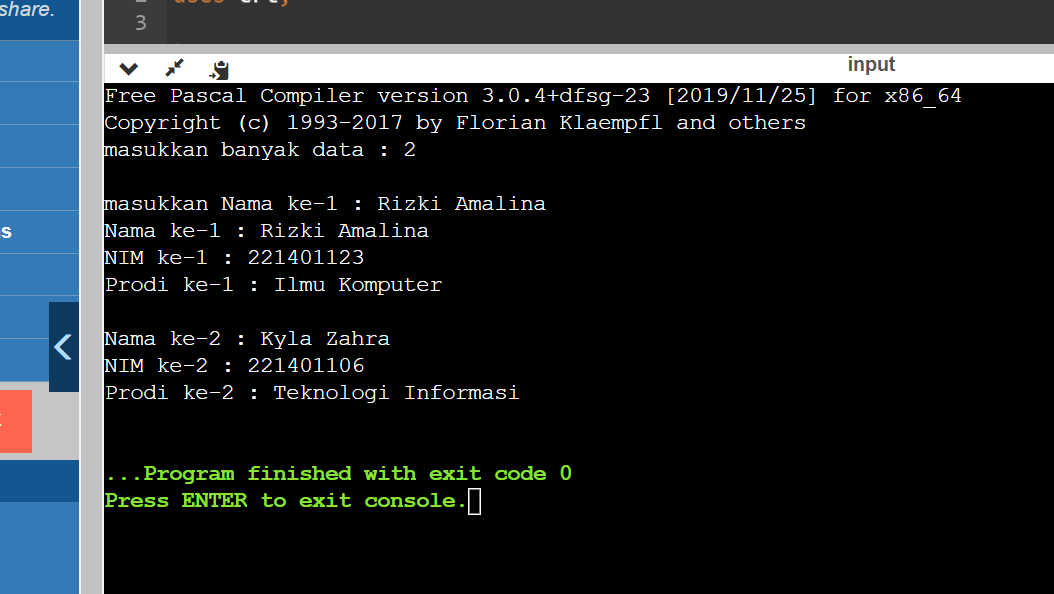 share.
3
input
Free Pascal Compiler version 3.0.4+dfsg-23 [2019/11/25] for x86_64
Copyright (c) 1993-2017 by Florian Klaempfl and others
masukkan banyak data : 2
masukkan Nama ke-1 : Rizki Amalina
Nama ke-1 : Rizki Amalina
s
NIM ke-1 : 221401123
Prodi ke-1 : Ilmu Komputer
Nama ke-2 : Kyla Zahra
NIM ke-2 : 221401106
Prodi ke-2 : Teknologi Informasi
...Program finished with exit code 0
Press ENTER to exit console.